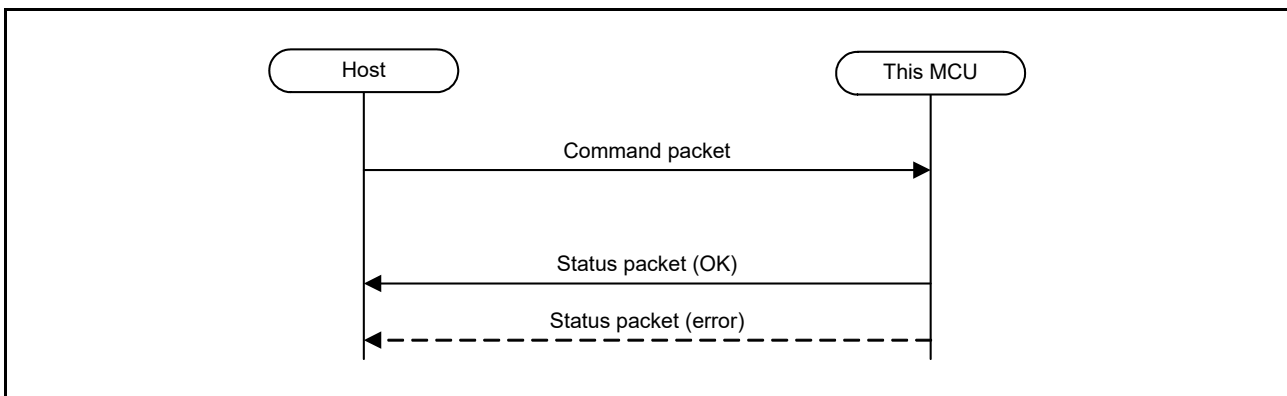 Host
This MCU
Command packet
Status packet (OK)
Status packet (error)